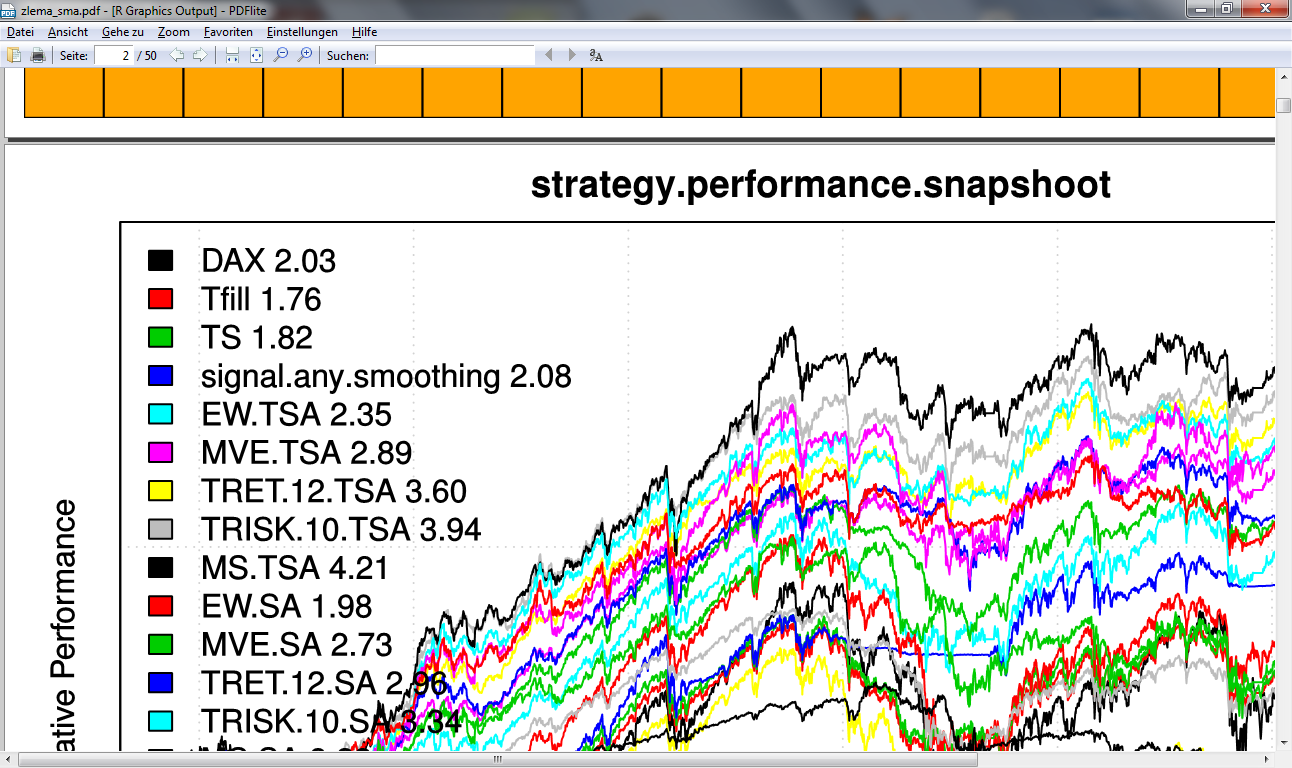 zlema_sma.pdf - [R Graphics Output] - PDFlite
Datei Ansicht Gehe zu Zoom Favoriten Einstellungen Hilfe
Seite: 2 / 50 Suchen:
strategy.performance.snapshoot
DAX 2.03
Tfill 1.76
TS 1.82
signal.any.smoothing 2.08
EW.TSA 2.35
MVE.TSA 2.89
TRET.12.TSA 3.60
TRISK.10.TSA 3.94
MS.TSA 4.21
EW.SA 1.98
MVE.SA 2.73
TRET.12.SA 2.96
TRISK.10.SA 3.34
ative Performance